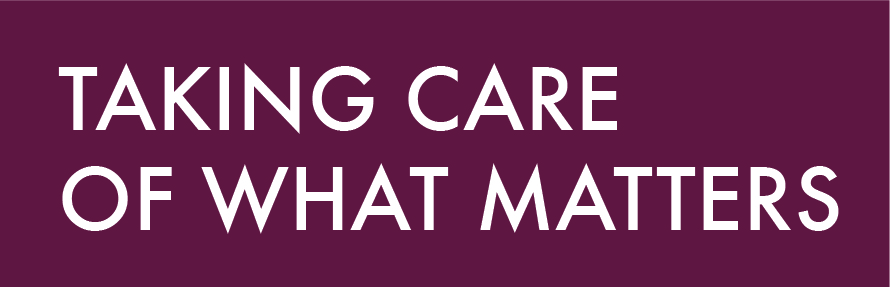 TAKING CARE
OF WHAT MATTERS